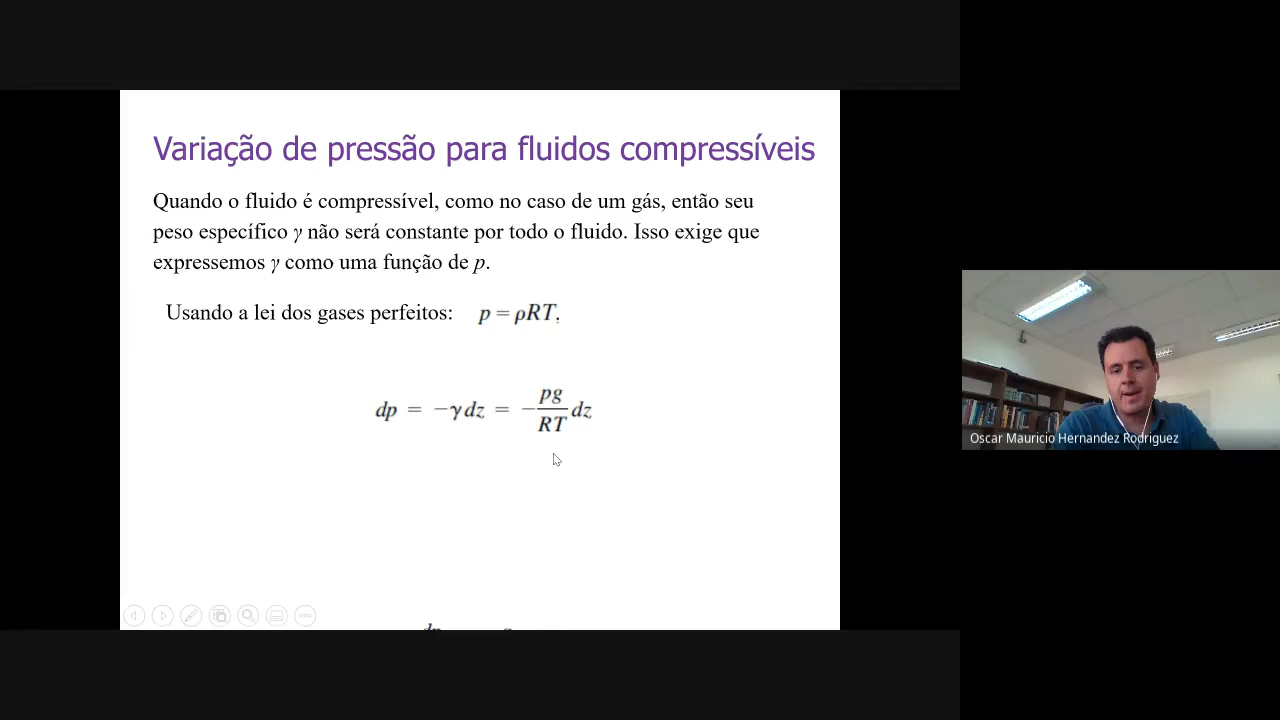 Variação de pressão para fluidos compressíveis
Quando o fluido é compressível, como no caso de um gás, então seu
peso específico γ não será constante por todo o fluido. Isso exige que
expressemos γ como uma função de p.
Usando a lei dos gases perfeitos: p = ρRT,
dp = −γ dz = − pg/RT dz
Oscar Mauricio Hernandez Rodriguez